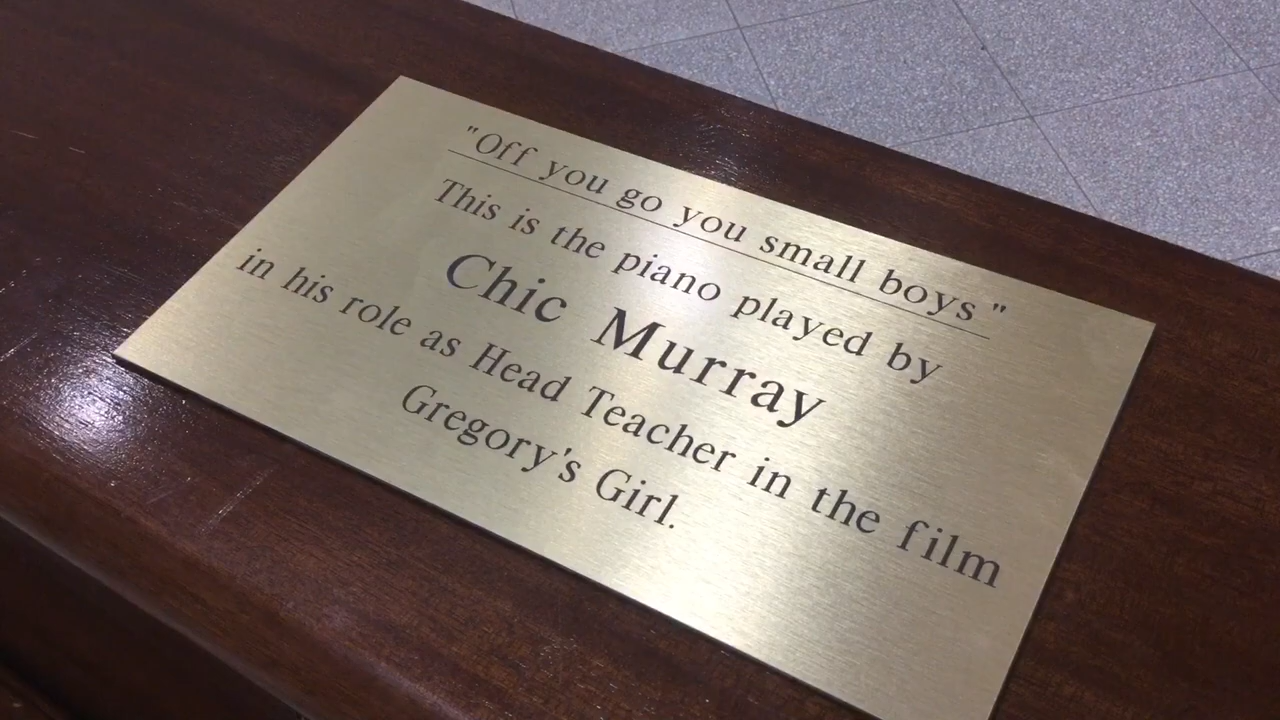 "Off you go you small boys"
This is the piano played by
Chic Murray
in his role as Head Teacher in the film
Gregory's Girl.